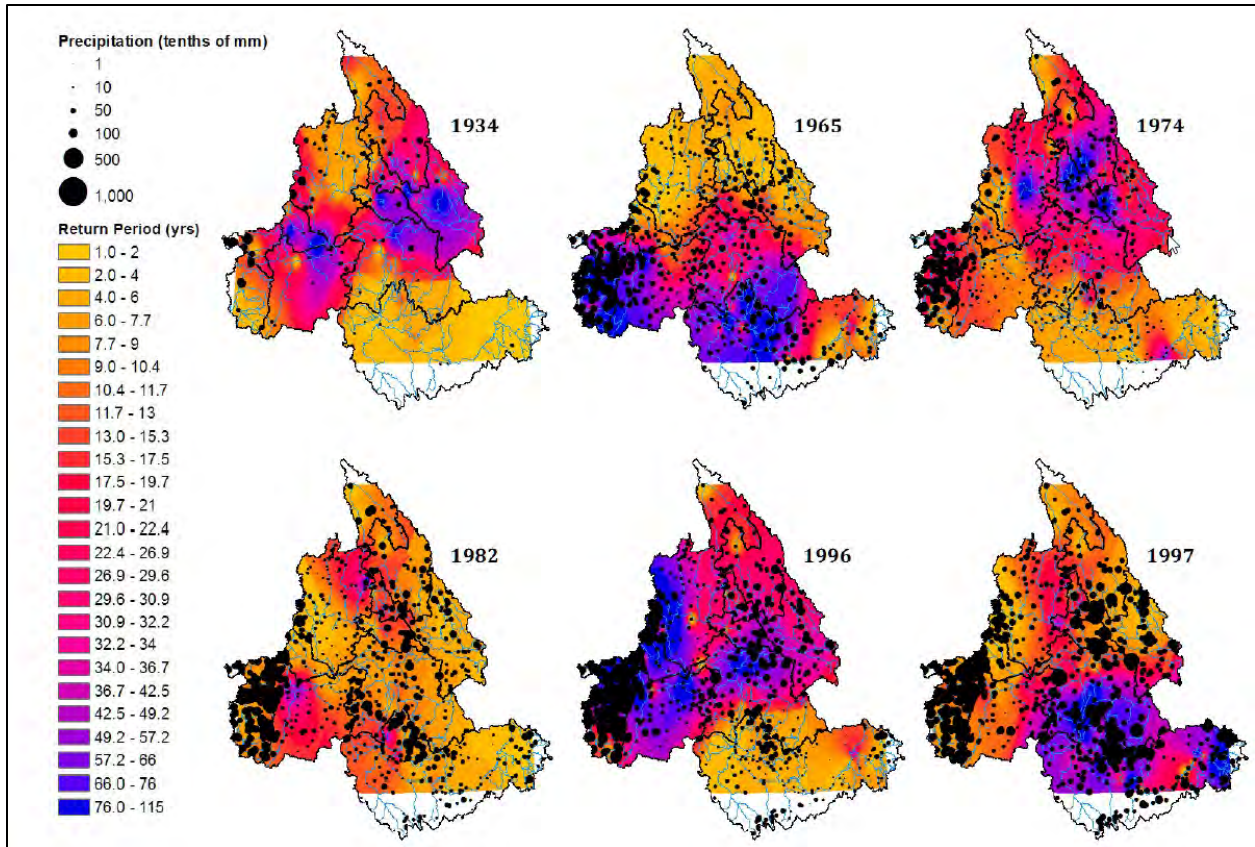 Precipitation (tenths of mm)
1
10
50
100
500
1,000
Return Period (yrs)
1.0 - 2
2.0 - 4
4.0 - 6
6.0 - 7.7
7.7 - 9
9.0 - 10.4
10.4 - 11.7
11.7 - 13
13.0 - 15.3
15.3 - 17.5
17.5 - 19.7
19.7 - 21
21.0 - 22.4
22.4 - 26.9
26.9 - 29.6
29.6 - 30.9
30.9 - 32.2
32.2 - 34
34.0 - 36.7
36.7 - 42.5
42.5 - 49.2
49.2 - 57.2
57.2 - 66
66.0 - 76
76.0 - 115
1934
1965
1974
1982
1996
1997